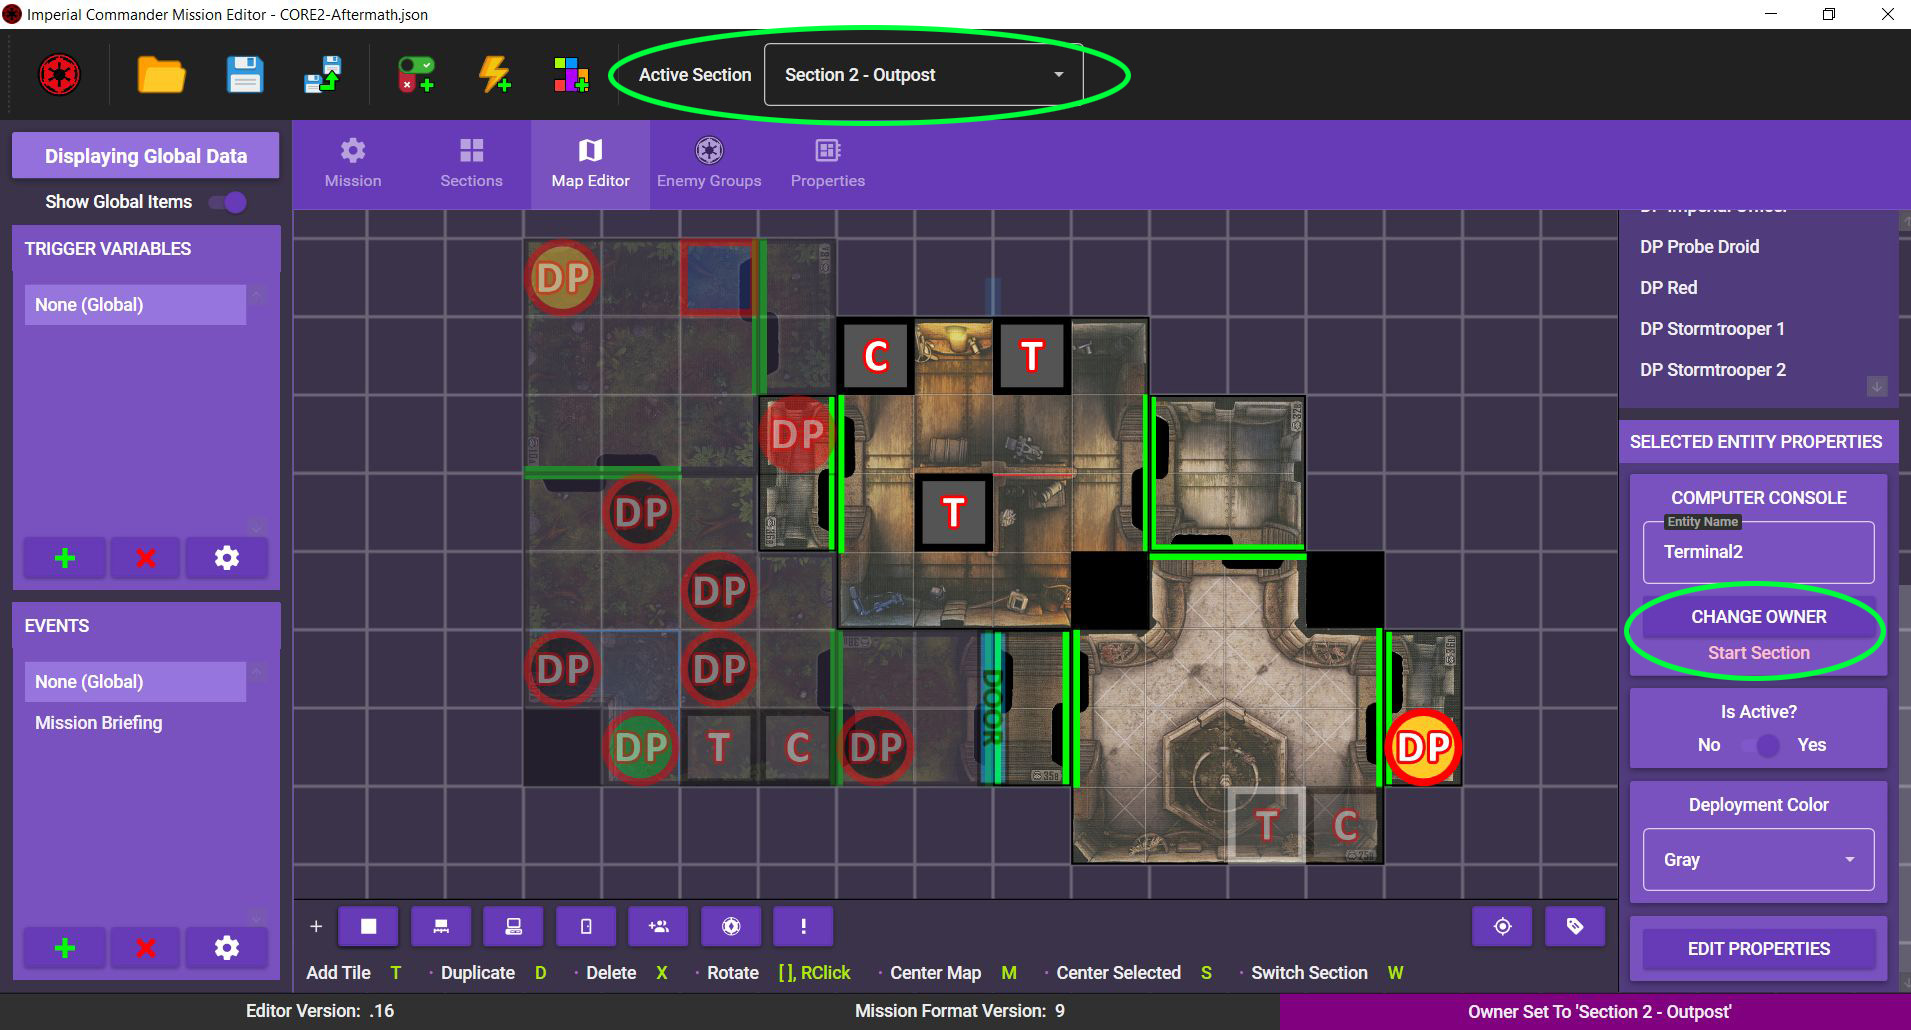 Imperial Commander Mission Editor - CORE2-Aftermath.json
Active Section
Section 2 - Outpost
Displaying Global Data
Show Global Items
Mission
Sections
Map Editor
Enemy Groups
Properties
TRIGGER VARIABLES
None (Global)
EVENTS
None (Global)
Mission Briefing
DP
C
T
DP
DP
T
DP
DP
DP
DP
T
C
DP
DOOR
DP
T
C
DP Imperial Officer
DP Probe Droid
DP Red
DP Stormtrooper 1
DP Stormtrooper 2
SELECTED ENTITY PROPERTIES
COMPUTER CONSOLE
Entity Name
Terminal2
CHANGE OWNER
Start Section
Is Active?
No Yes
Deployment Color
Gray
EDIT PROPERTIES
Add Tile T · Duplicate D · Delete X · Rotate [ ], RClick · Center Map M · Center Selected S · Switch Section W
Editor Version: .16
Mission Format Version: 9
Owner Set To 'Section 2 - Outpost'